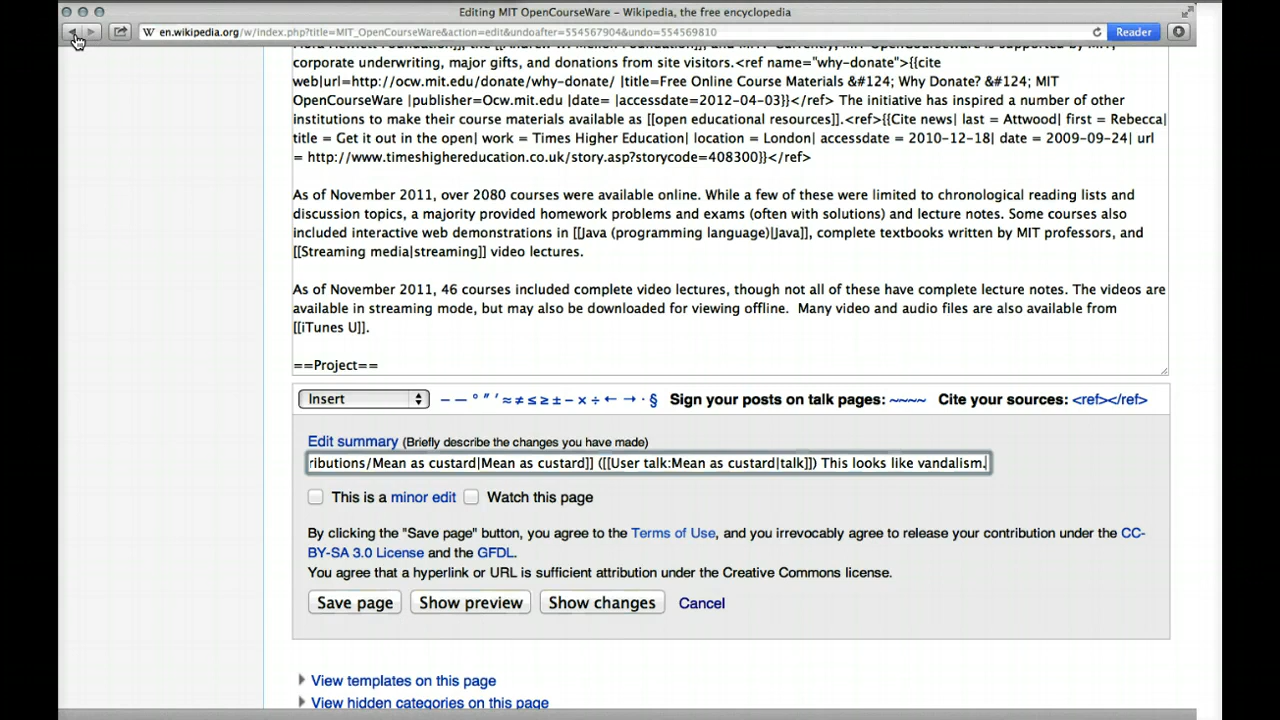 Editing MIT OpenCourseWare – Wikipedia, the free encyclopedia
en.wikipedia.org/w/index.php?title=MIT_OpenCourseWare&action=edit&undoafter=554567904&undo=554569810
Reader
Flora Hewlett Foundation]], the [[Andrew W. Mellon Foundation]], and MIT. Currently, MIT OpenCourseWare is supported by MIT,
corporate underwriting, major gifts, and donations from site visitors.<ref name="why-donate">{{cite
web|url=http://ocw.mit.edu/donate/why-donate/ |title=Free Online Course Materials &#124; Why Donate? &#124; MIT
OpenCourseWare |publisher=Ocw.mit.edu |date= |accessdate=2012-04-03}}</ref> The initiative has inspired a number of other
institutions to make their course materials available as [[open educational resources]].<ref>{{Cite news| last = Attwood| first = Rebecca|
title = Get it out in the open| work = Times Higher Education| location = London| accessdate = 2010-12-18| date = 2009-09-24| url
= http://www.timeshighereducation.co.uk/story.asp?storycode=408300}}</ref>
As of November 2011, over 2080 courses were available online. While a few of these were limited to chronological reading lists and
discussion topics, a majority provided homework problems and exams (often with solutions) and lecture notes. Some courses also
included interactive web demonstrations in [[Java (programming language)|Java]], complete textbooks written by MIT professors, and
[[Streaming media|streaming]] video lectures.
As of November 2011, 46 courses included complete video lectures, though not all of these have complete lecture notes. The videos are
available in streaming mode, but may also be downloaded for viewing offline.  Many video and audio files are also available from
[[iTunes U]].
==Project==
Insert
— – ° ″ ′ ≈ ≠ ≤ ≥ ± − × ÷ ← → · § Sign your posts on talk pages: ~~~~ Cite your sources: <ref></ref>
Edit summary (Briefly describe the changes you have made)
ributions/Mean as custard|Mean as custard]] ([[User talk:Mean as custard|talk]]) This looks like vandalism.
This is a minor edit Watch this page
By clicking the "Save page" button, you agree to the Terms of Use, and you irrevocably agree to release your contribution under the CC-
BY-SA 3.0 License and the GFDL.
You agree that a hyperlink or URL is sufficient attribution under the Creative Commons license.
Save page Show preview Show changes Cancel
View templates on this page
View hidden categories on this page